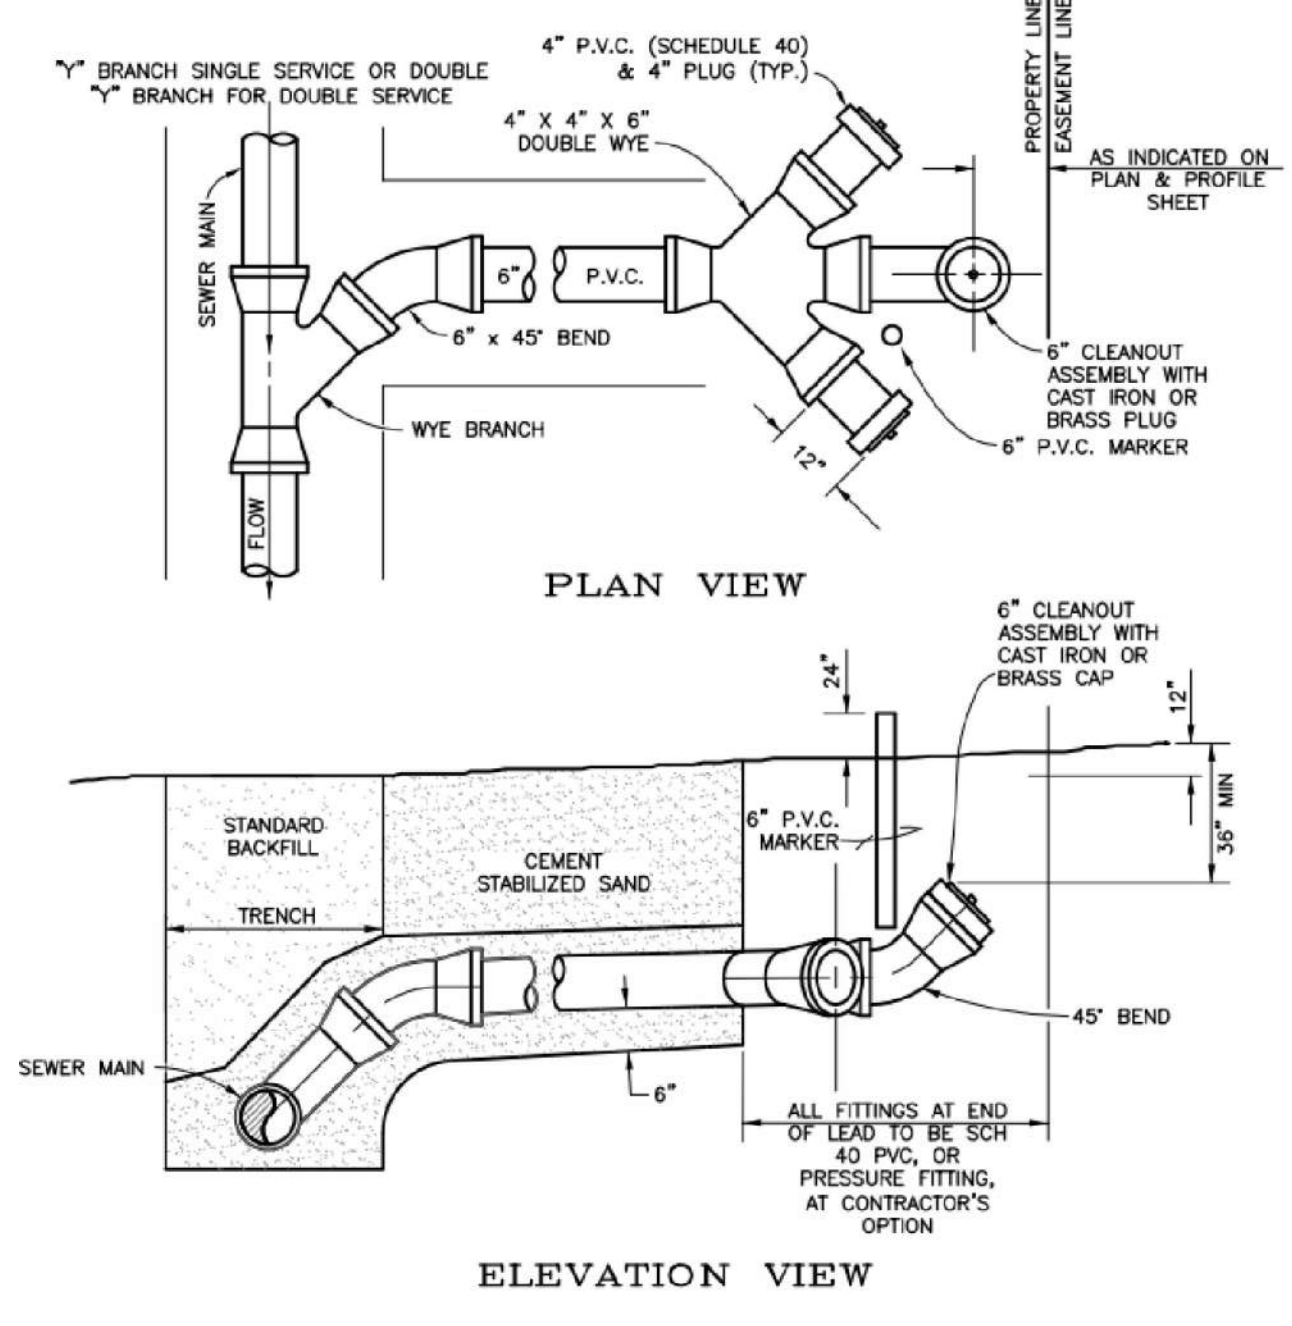 "Y" BRANCH SINGLE SERVICE OR DOUBLE
"Y" BRANCH FOR DOUBLE SERVICE
4" P.V.C. (SCHEDULE 40)
& 4" PLUG (TYP.)
4" X 4" X 6"
DOUBLE WYE
PROPERTY LINE
EASEMENT LINE
AS INDICATED ON
PLAN & PROFILE
SHEET
SEWER MAIN
6"
P.V.C.
6" x 45° BEND
WYE BRANCH
6" CLEANOUT
ASSEMBLY WITH
CAST IRON OR
BRASS PLUG
6" P.V.C. MARKER
12"
FLOW
PLAN VIEW
6" CLEANOUT
ASSEMBLY WITH
CAST IRON OR
BRASS CAP
24"
12"
36" MIN
STANDARD
BACKFILL
6" P.V.C.
MARKER
CEMENT
STABILIZED SAND
TRENCH
45° BEND
SEWER MAIN
6"
ALL FITTINGS AT END
OF LEAD TO BE SCH
40 PVC, OR
PRESSURE FITTING,
AT CONTRACTOR'S
OPTION
ELEVATION VIEW